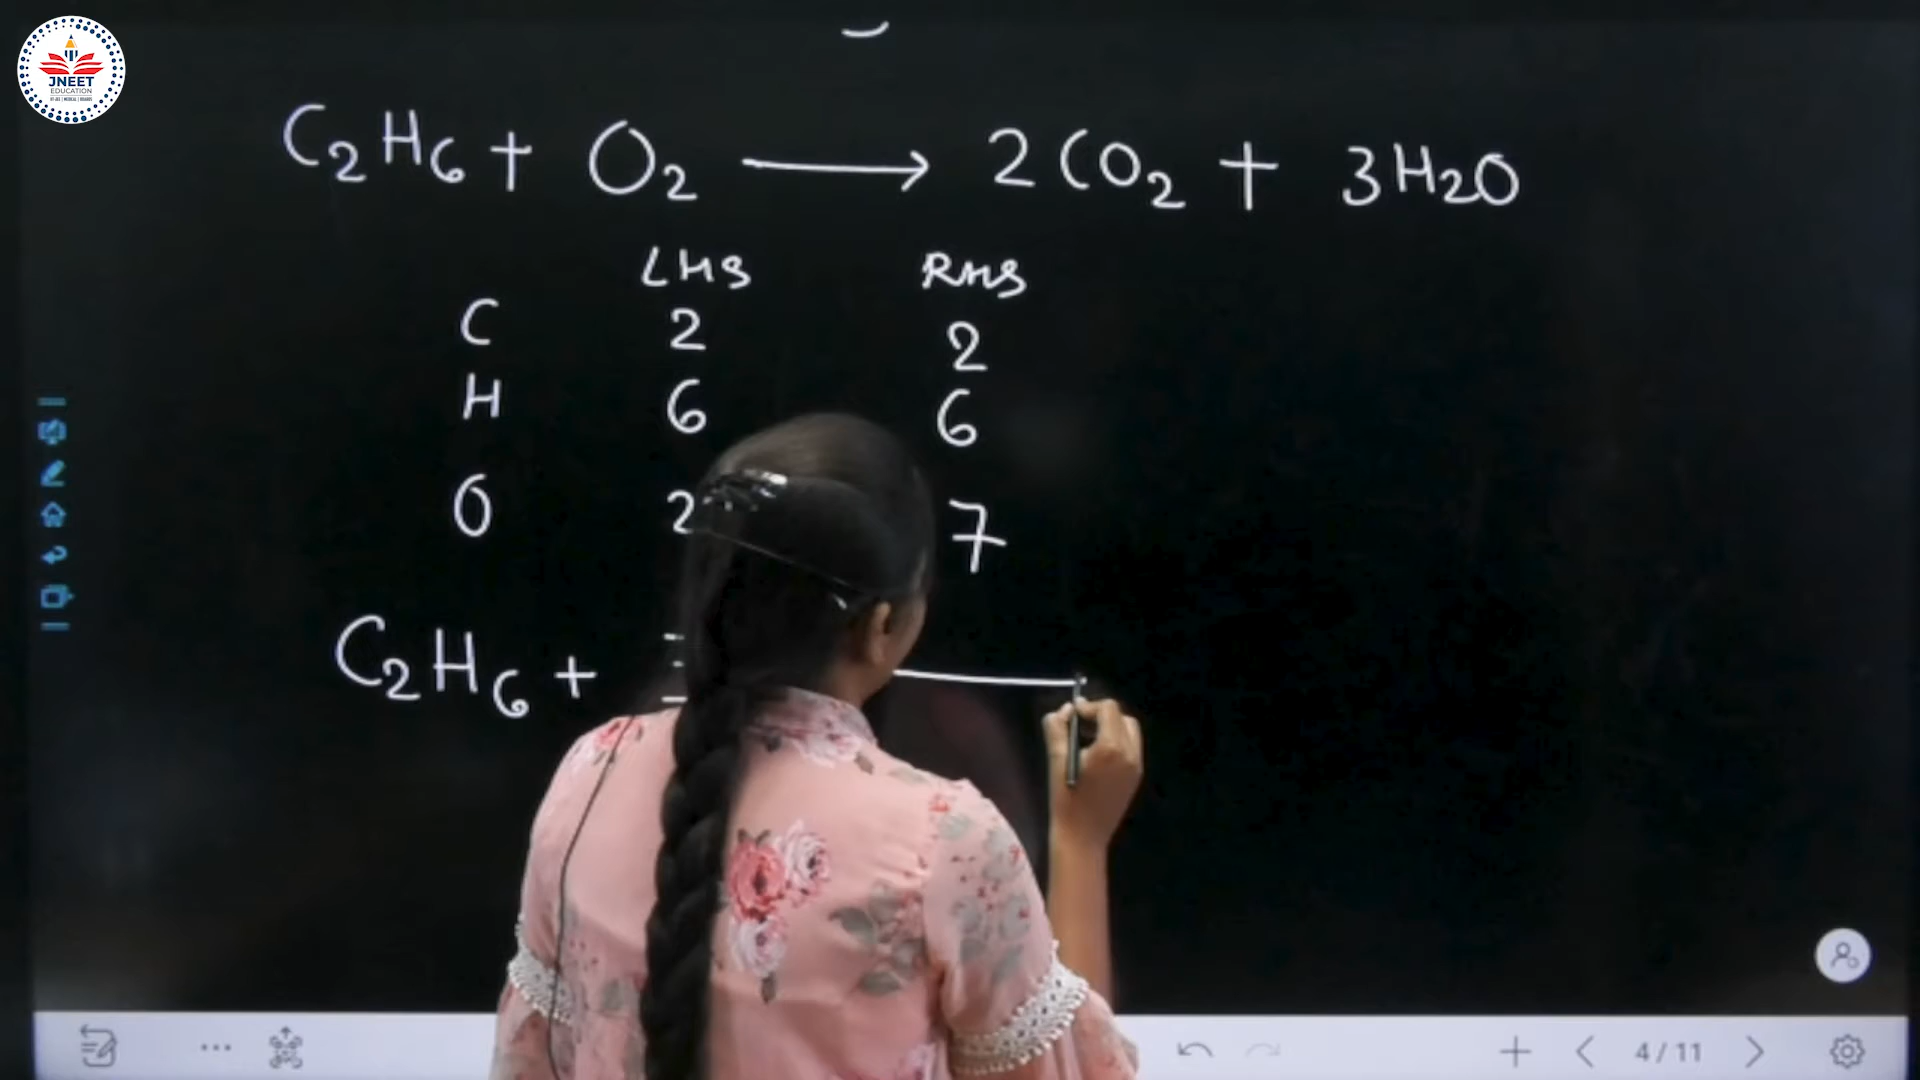 JNEET
EDUCATION
C₂H₆ + O₂ ⟶ 2CO₂ + 3H₂O
LHS RHS
C 2 2
H 6 6
O 2 7
C₂H₆ +
4/11